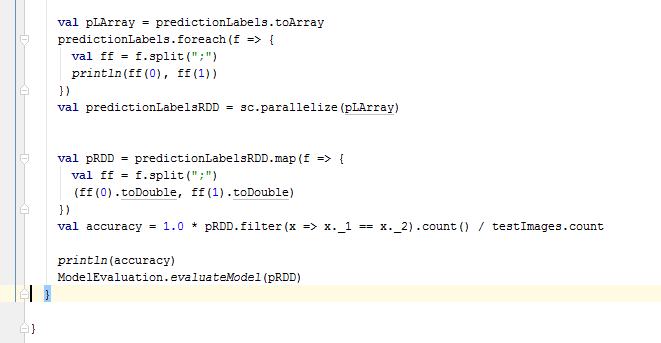 val pLArray = predictionLabels.toArray
predictionLabels.foreach(f => {
val ff = f.split(";")
println(ff(0), ff(1))
})
val predictionLabelsRDD = sc.parallelize(pLArray)
val pRDD = predictionLabelsRDD.map(f => {
val ff = f.split(";")
(ff(0).toDouble, ff(1).toDouble)
})
val accuracy = 1.0 * pRDD.filter(x => x._1 == x._2).count() / testImages.count
println(accuracy)
ModelEvaluation.evaluateModel(pRDD)
}
}